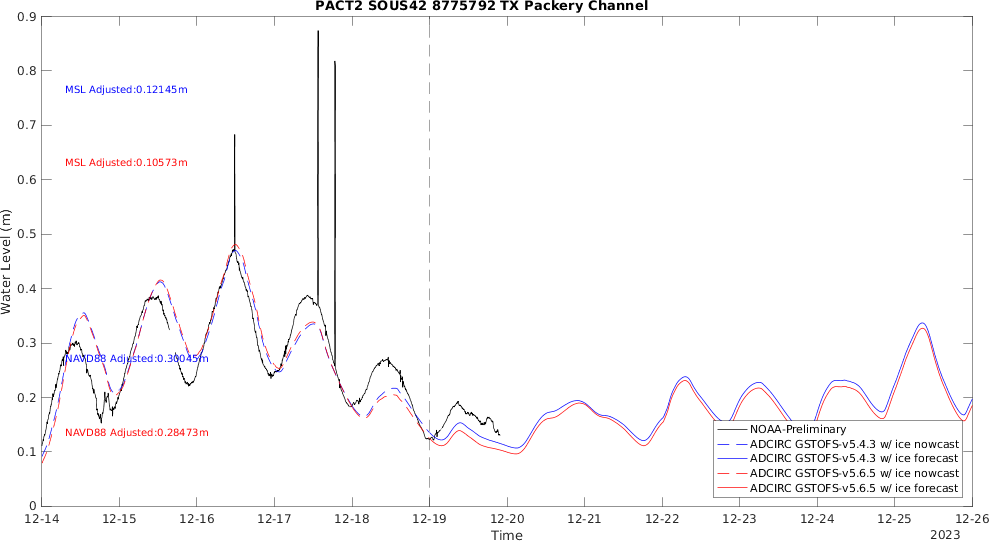 PACT2 SOUS42 8775792 TX Packery Channel
Water Level (m)
0.9
0.8
0.7
0.6
0.5
0.4
0.3
0.2
0.1
0
MSL Adjusted:0.12145m
MSL Adjusted:0.10573m
NAVD88 Adjusted:0.30045m
NAVD88 Adjusted:0.28473m
NOAA-Preliminary
ADCIRC GSTOFS-v5.4.3 w/ ice nowcast
ADCIRC GSTOFS-v5.4.3 w/ ice forecast
ADCIRC GSTOFS-v5.6.5 w/ ice nowcast
ADCIRC GSTOFS-v5.6.5 w/ ice forecast
12-14 12-15 12-16 12-17 12-18 12-19 12-20 12-21 12-22 12-23 12-24 12-25 12-26
Time
2023